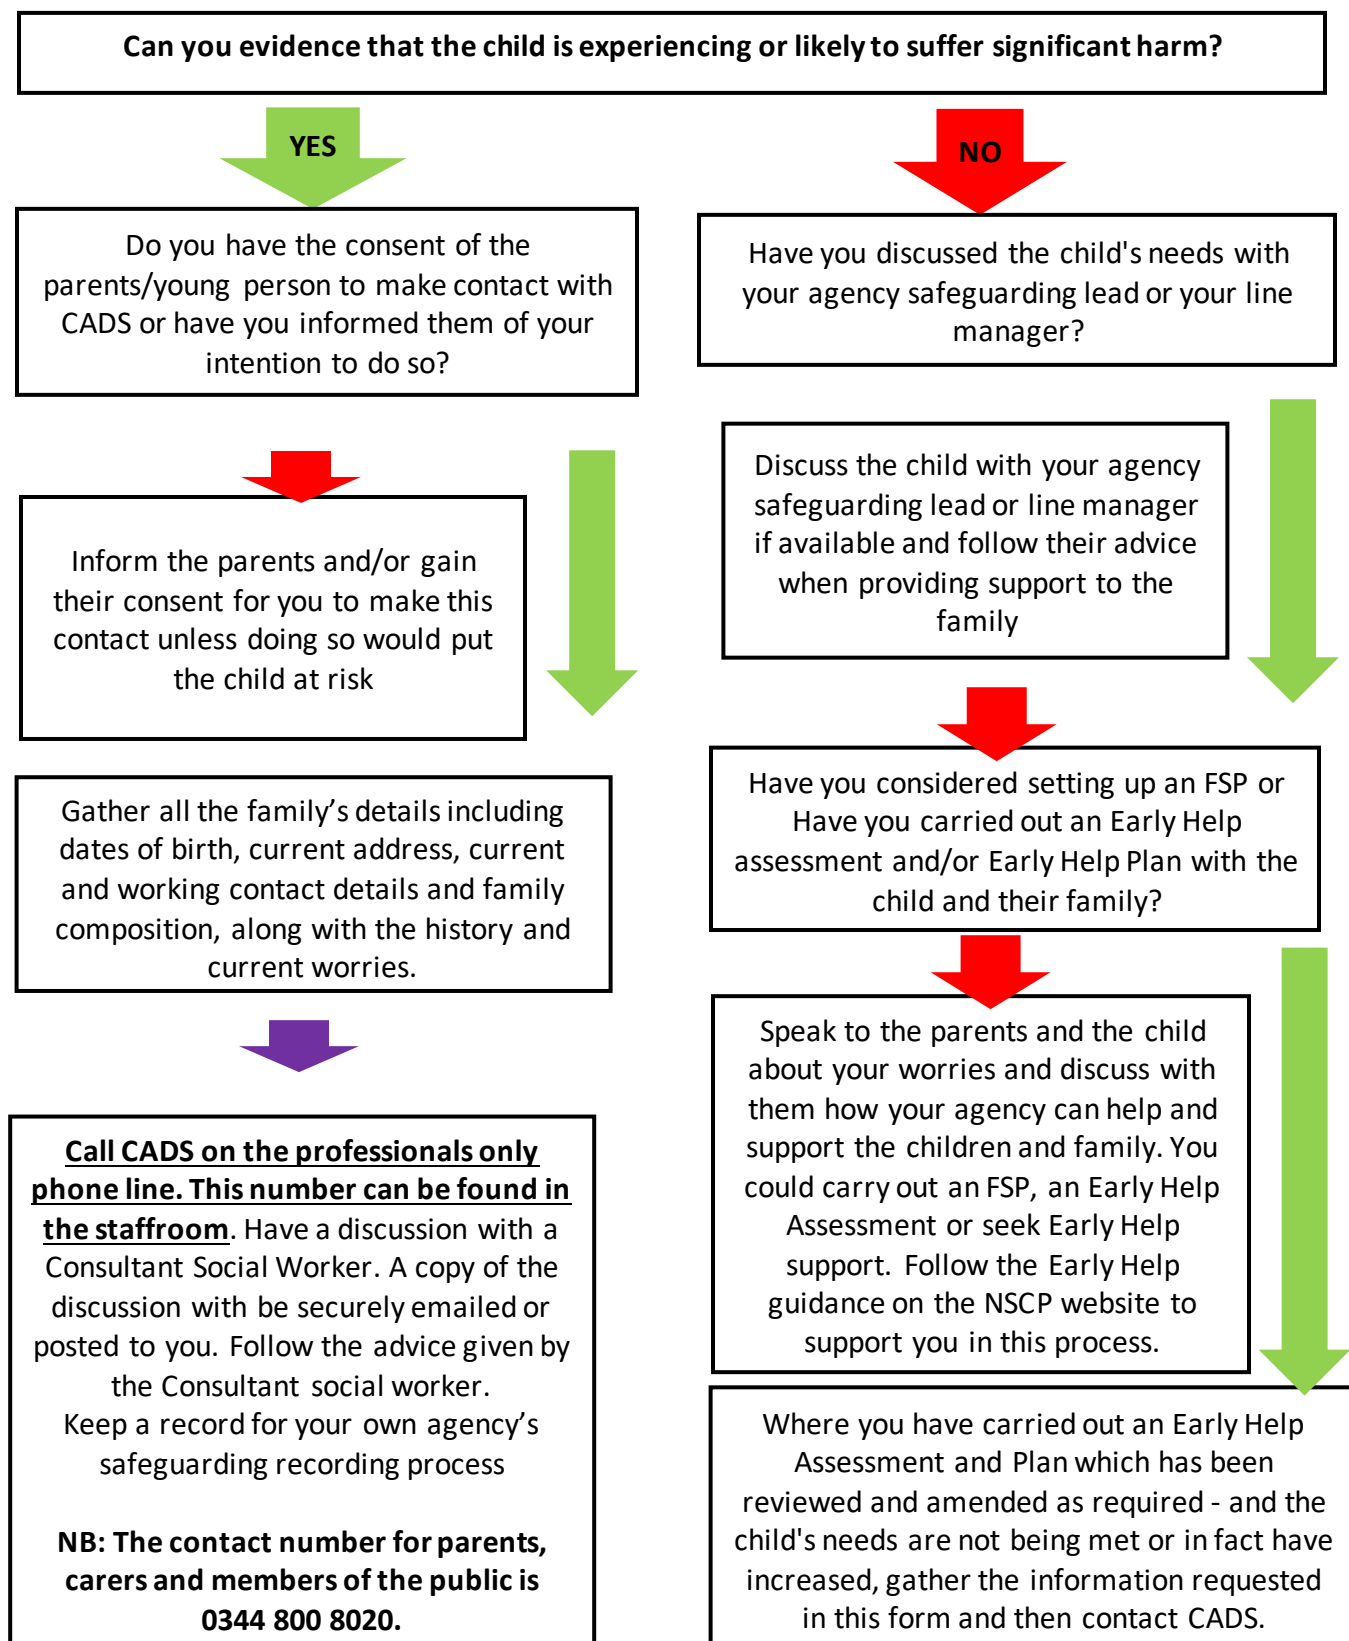 Can you evidence that the child is experiencing or likely to suffer significant harm?
YES
NO
Do you have the consent of the
parents/young person to make contact with
CADS or have you informed them of your
intention to do so?
Have you discussed the child's needs with
your agency safeguarding lead or your line
manager?
Inform the parents and/or gain
their consent for you to make this
contact unless doing so would put
the child at risk
Discuss the child with your agency
safeguarding lead or line manager
if available and follow their advice
when providing support to the
family
Gather all the family’s details including
dates of birth, current address, current
and working contact details and family
composition, along with the history and
current worries.
Have you considered setting up an FSP or
Have you carried out an Early Help
assessment and/or Early Help Plan with the
child and their family?
Call CADS on the professionals only
phone line. This number can be found in
the staffroom. Have a discussion with a
Consultant Social Worker. A copy of the
discussion with be securely emailed or
posted to you. Follow the advice given by
the Consultant social worker.
Keep a record for your own agency’s
safeguarding recording process
NB: The contact number for parents,
carers and members of the public is
0344 800 8020.
Speak to the parents and the child
about your worries and discuss with
them how your agency can help and
support the children and family. You
could carry out an FSP, an Early Help
Assessment or seek Early Help
support. Follow the Early Help
guidance on the NSCP website to
support you in this process.
Where you have carried out an Early Help
Assessment and Plan which has been
reviewed and amended as required - and the
child's needs are not being met or in fact have
increased, gather the information requested
in this form and then contact CADS.